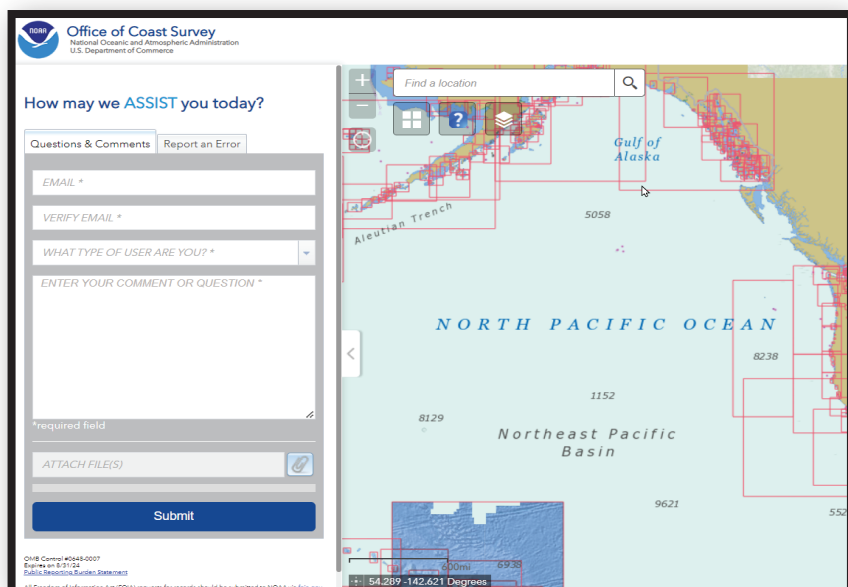 NOAA
Office of Coast Survey
National Oceanic and Atmospheric Administration
U.S. Department of Commerce
How may we ASSIST you today?
Questions & Comments
Report an Error
EMAIL *
VERIFY EMAIL *
WHAT TYPE OF USER ARE YOU? *
ENTER YOUR COMMENT OR QUESTION *
*required field
ATTACH FILE(S)
Submit
OMB Control #0648-0007
Expires on 8/31/24
Public Reporting Burden Statement
+
Find a location
−
?
Gulf of
Alaska
Aleutian Trench
5058
NORTH PACIFIC OCEAN
8238
1152
8129
Northeast Pacific
Basin
9621
552
600mi
6938
54.289 -142.621 Degrees